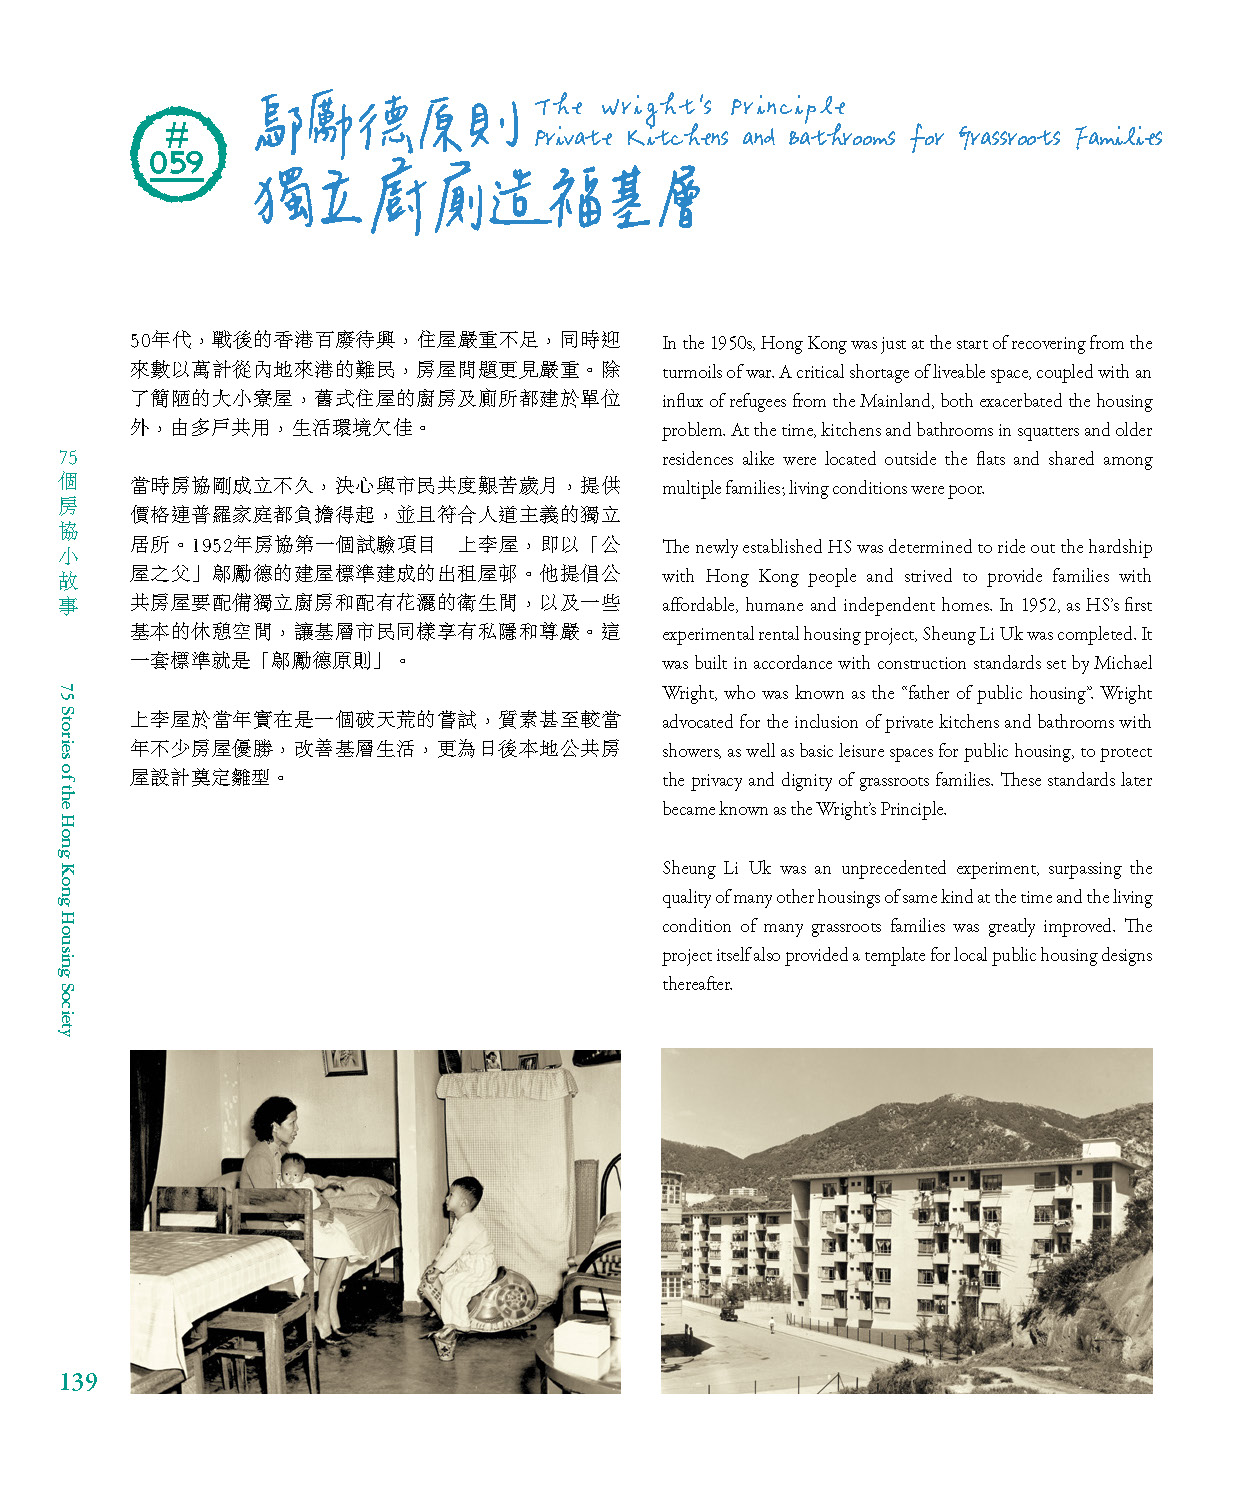 #
059
鄔勵德原則
獨立廚廁造福基層
The Wright's Principle
Private Kitchens and Bathrooms for Grassroots Families
50年代，戰後的香港百廢待興，住屋嚴重不足，同時迎
來數以萬計從內地來港的難民，房屋問題更見嚴重。除
了簡陋的大小寮屋，舊式住屋的廚房及廁所都建於單位
外，由多戶共用，生活環境欠佳。
當時房協剛成立不久，決心與市民共度艱苦歲月，提供
價格連普羅家庭都負擔得起，並且符合人道主義的獨立
居所。1952年房協第一個試驗項目　上李屋，即以「公
屋之父」鄔勵德的建屋標準建成的出租屋邨。他提倡公
共房屋要配備獨立廚房和配有花灑的衛生間，以及一些
基本的休憩空間，讓基層市民同樣享有私隱和尊嚴。這
一套標準就是「鄔勵德原則」。
上李屋於當年實在是一個破天荒的嘗試，質素甚至較當
年不少房屋優勝，改善基層生活，更為日後本地公共房
屋設計奠定雛型。
In the 1950s, Hong Kong was just at the start of recovering from the
turmoils of war. A critical shortage of liveable space, coupled with an
influx of refugees from the Mainland, both exacerbated the housing
problem. At the time, kitchens and bathrooms in squatters and older
residences alike were located outside the flats and shared among
multiple families; living conditions were poor.
The newly established HS was determined to ride out the hardship
with Hong Kong people and strived to provide families with
affordable, humane and independent homes. In 1952, as HS's first
experimental rental housing project, Sheung Li Uk was completed. It
was built in accordance with construction standards set by Michael
Wright, who was known as the "father of public housing". Wright
advocated for the inclusion of private kitchens and bathrooms with
showers, as well as basic leisure spaces for public housing, to protect
the privacy and dignity of grassroots families. These standards later
became known as the Wright's Principle.
Sheung Li Uk was an unprecedented experiment, surpassing the
quality of many other housings of same kind at the time and the living
condition of many grassroots families was greatly improved. The
project itself also provided a template for local public housing designs
thereafter.
75個房協小故事
75 Stories of the Hong Kong Housing Society
139